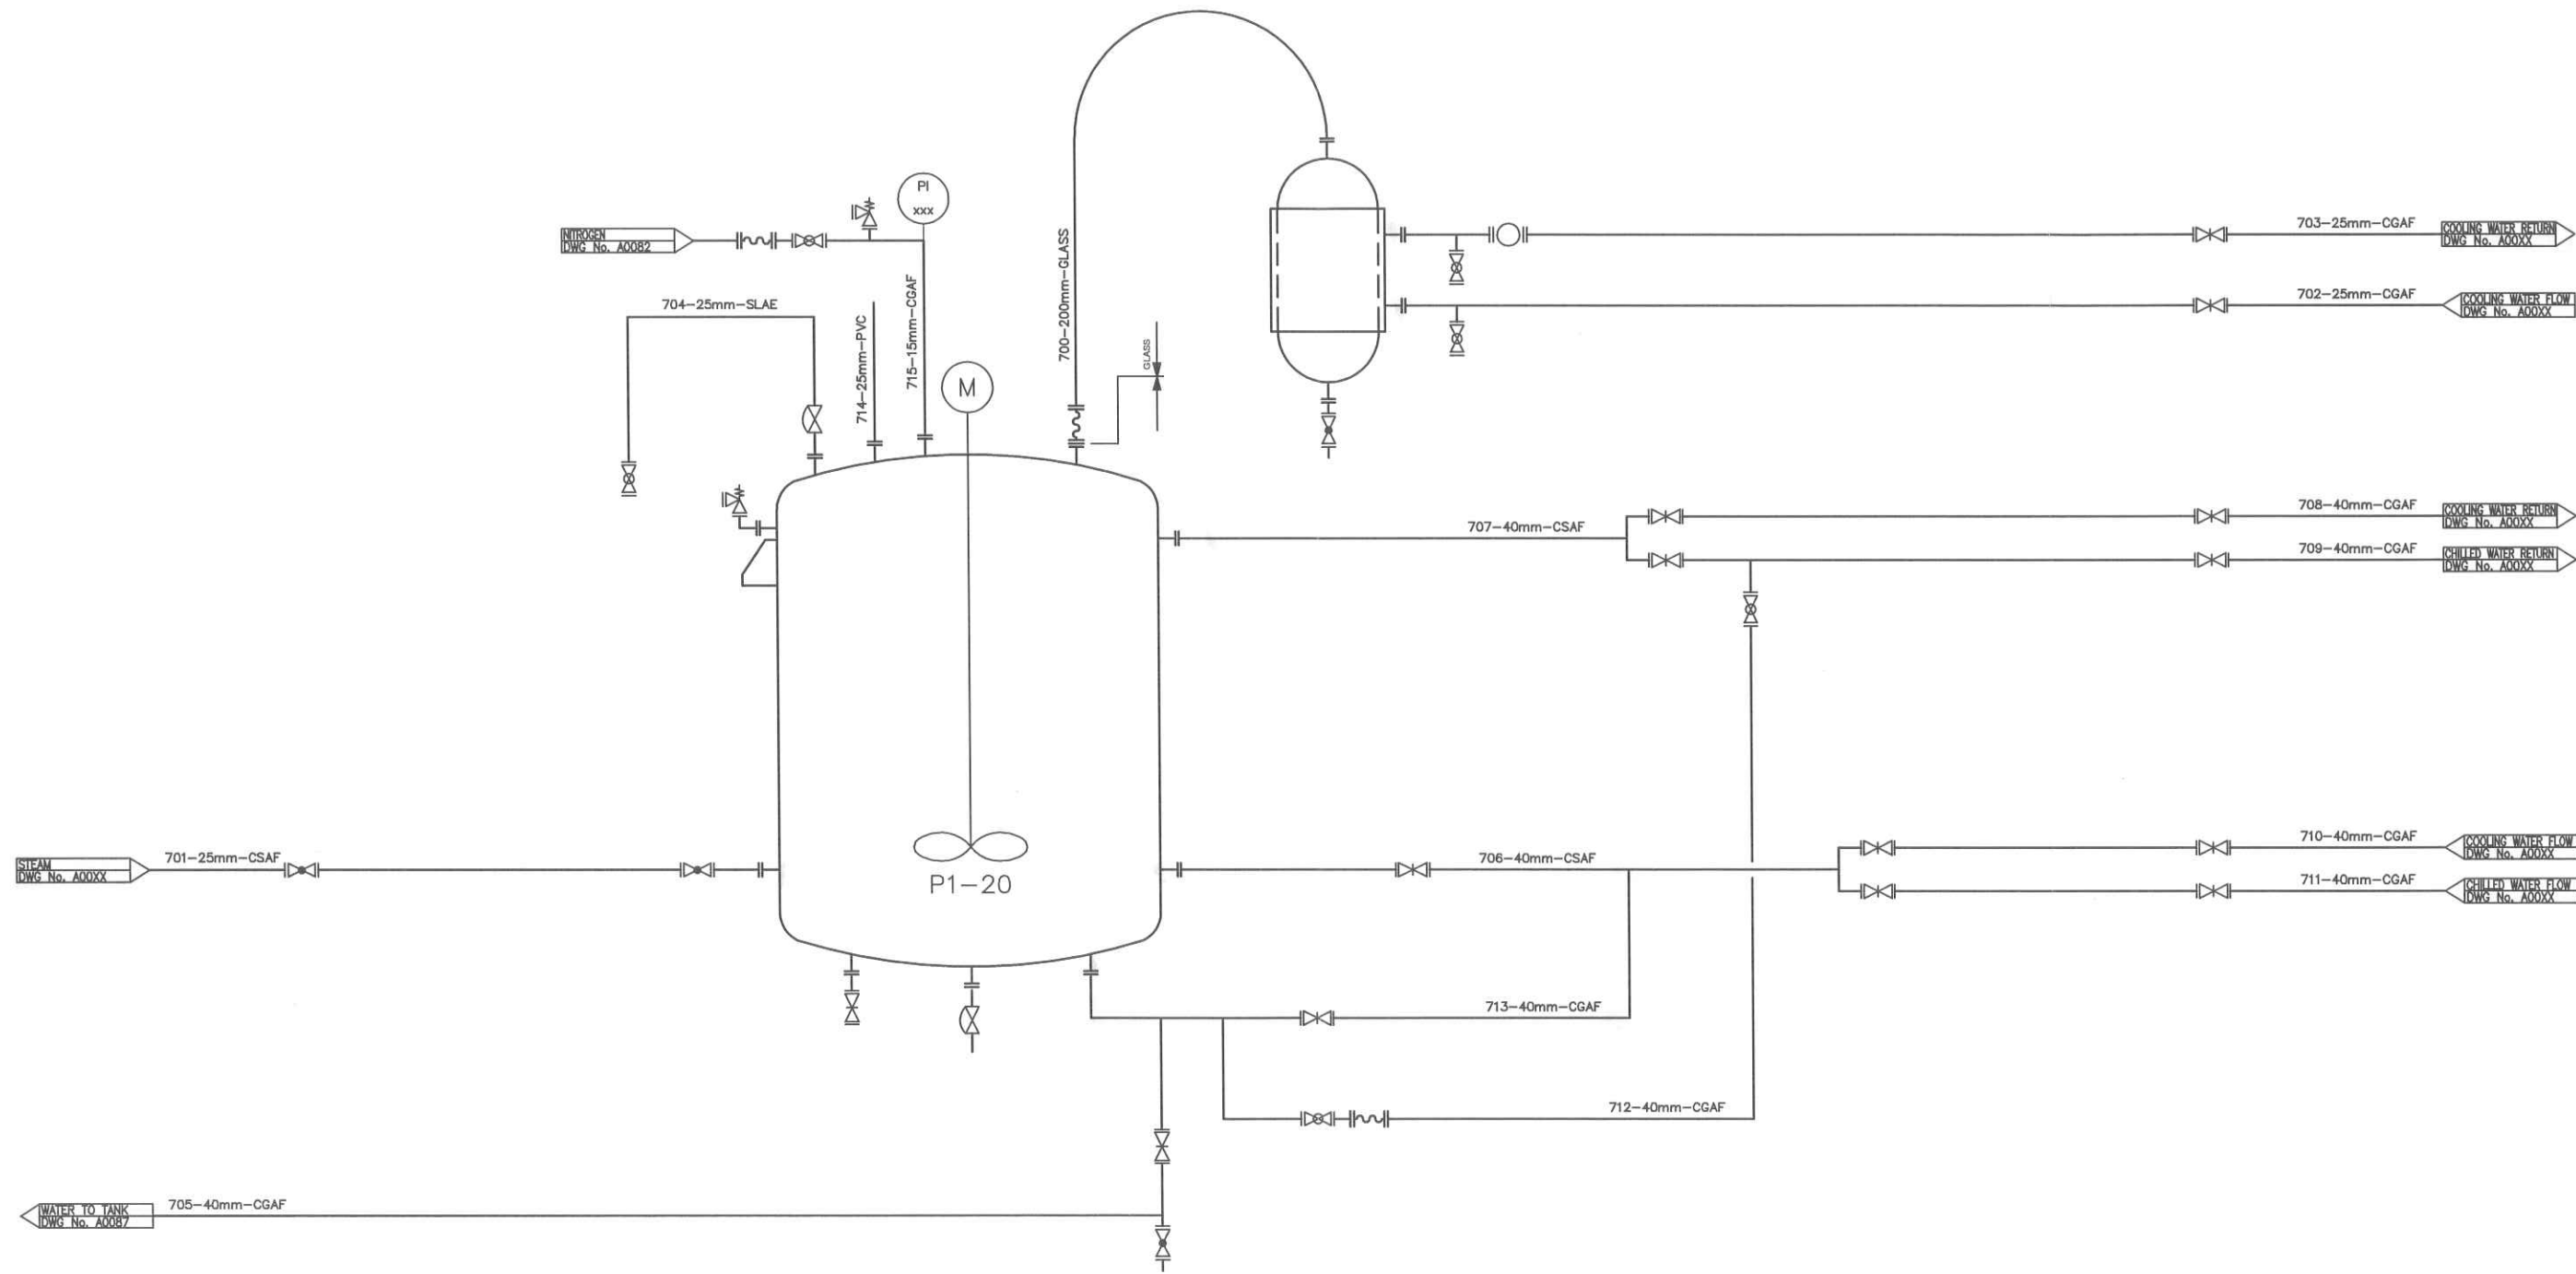 PI
xxx
NITROGEN
DWG No. A0082
703-25mm-CGAF
COOLING WATER RETURN
DWG No. A00XX
704-25mm-SLAE
714-25mm-PVC
715-15mm-CGAF
700-200mm-GLASS
GLASS
702-25mm-CGAF
COOLING WATER FLOW
DWG No. A00XX
M
707-40mm-CSAF
708-40mm-CGAF
COOLING WATER RETURN
DWG No. A00XX
709-40mm-CGAF
CHILLED WATER RETURN
DWG No. A00XX
STEAM
DWG No. A00XX
701-25mm-CSAF
P1-20
706-40mm-CSAF
710-40mm-CGAF
COOLING WATER FLOW
DWG No. A00XX
711-40mm-CGAF
CHILLED WATER FLOW
DWG No. A00XX
713-40mm-CGAF
712-40mm-CGAF
WATER TO TANK
DWG No. A0087
705-40mm-CGAF